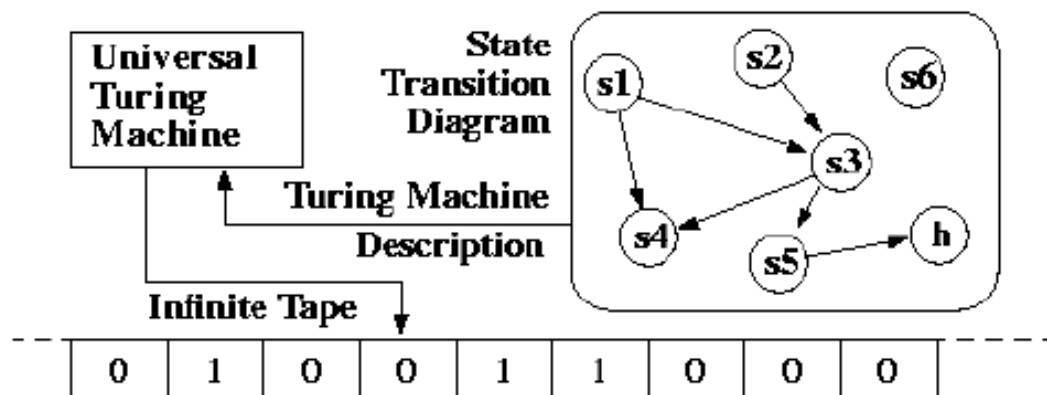 Universal
Turing
Machine
State
Transition
Diagram
s1
s2
s6
s3
s4
s5
h
Turing Machine
Description
Infinite Tape
0 1 0 0 1 1 0 0 0